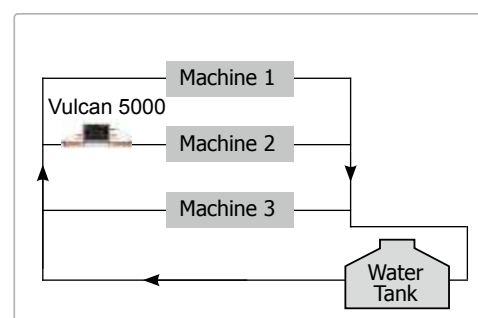 Machine 1
Vulcan 5000
Machine 2
Machine 3
Water
Tank